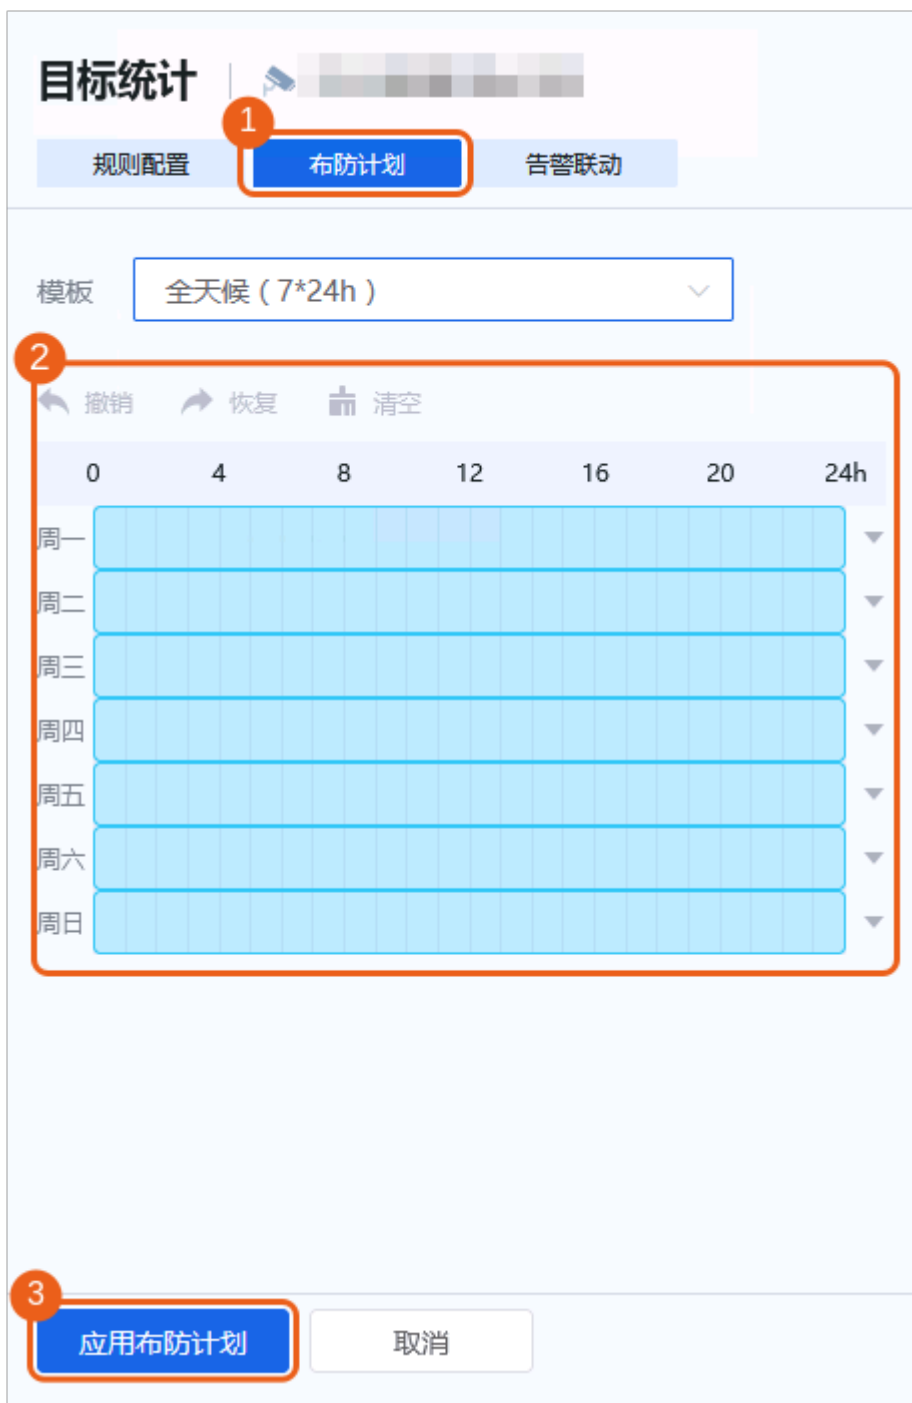 目标统计
1
规则配置 布防计划 告警联动
模板 全天候（7*24h）
2
撤销 恢复 清空
0 4 8 12 16 20 24h
周一
周二
周三
周四
周五
周六
周日
3
应用布防计划 取消